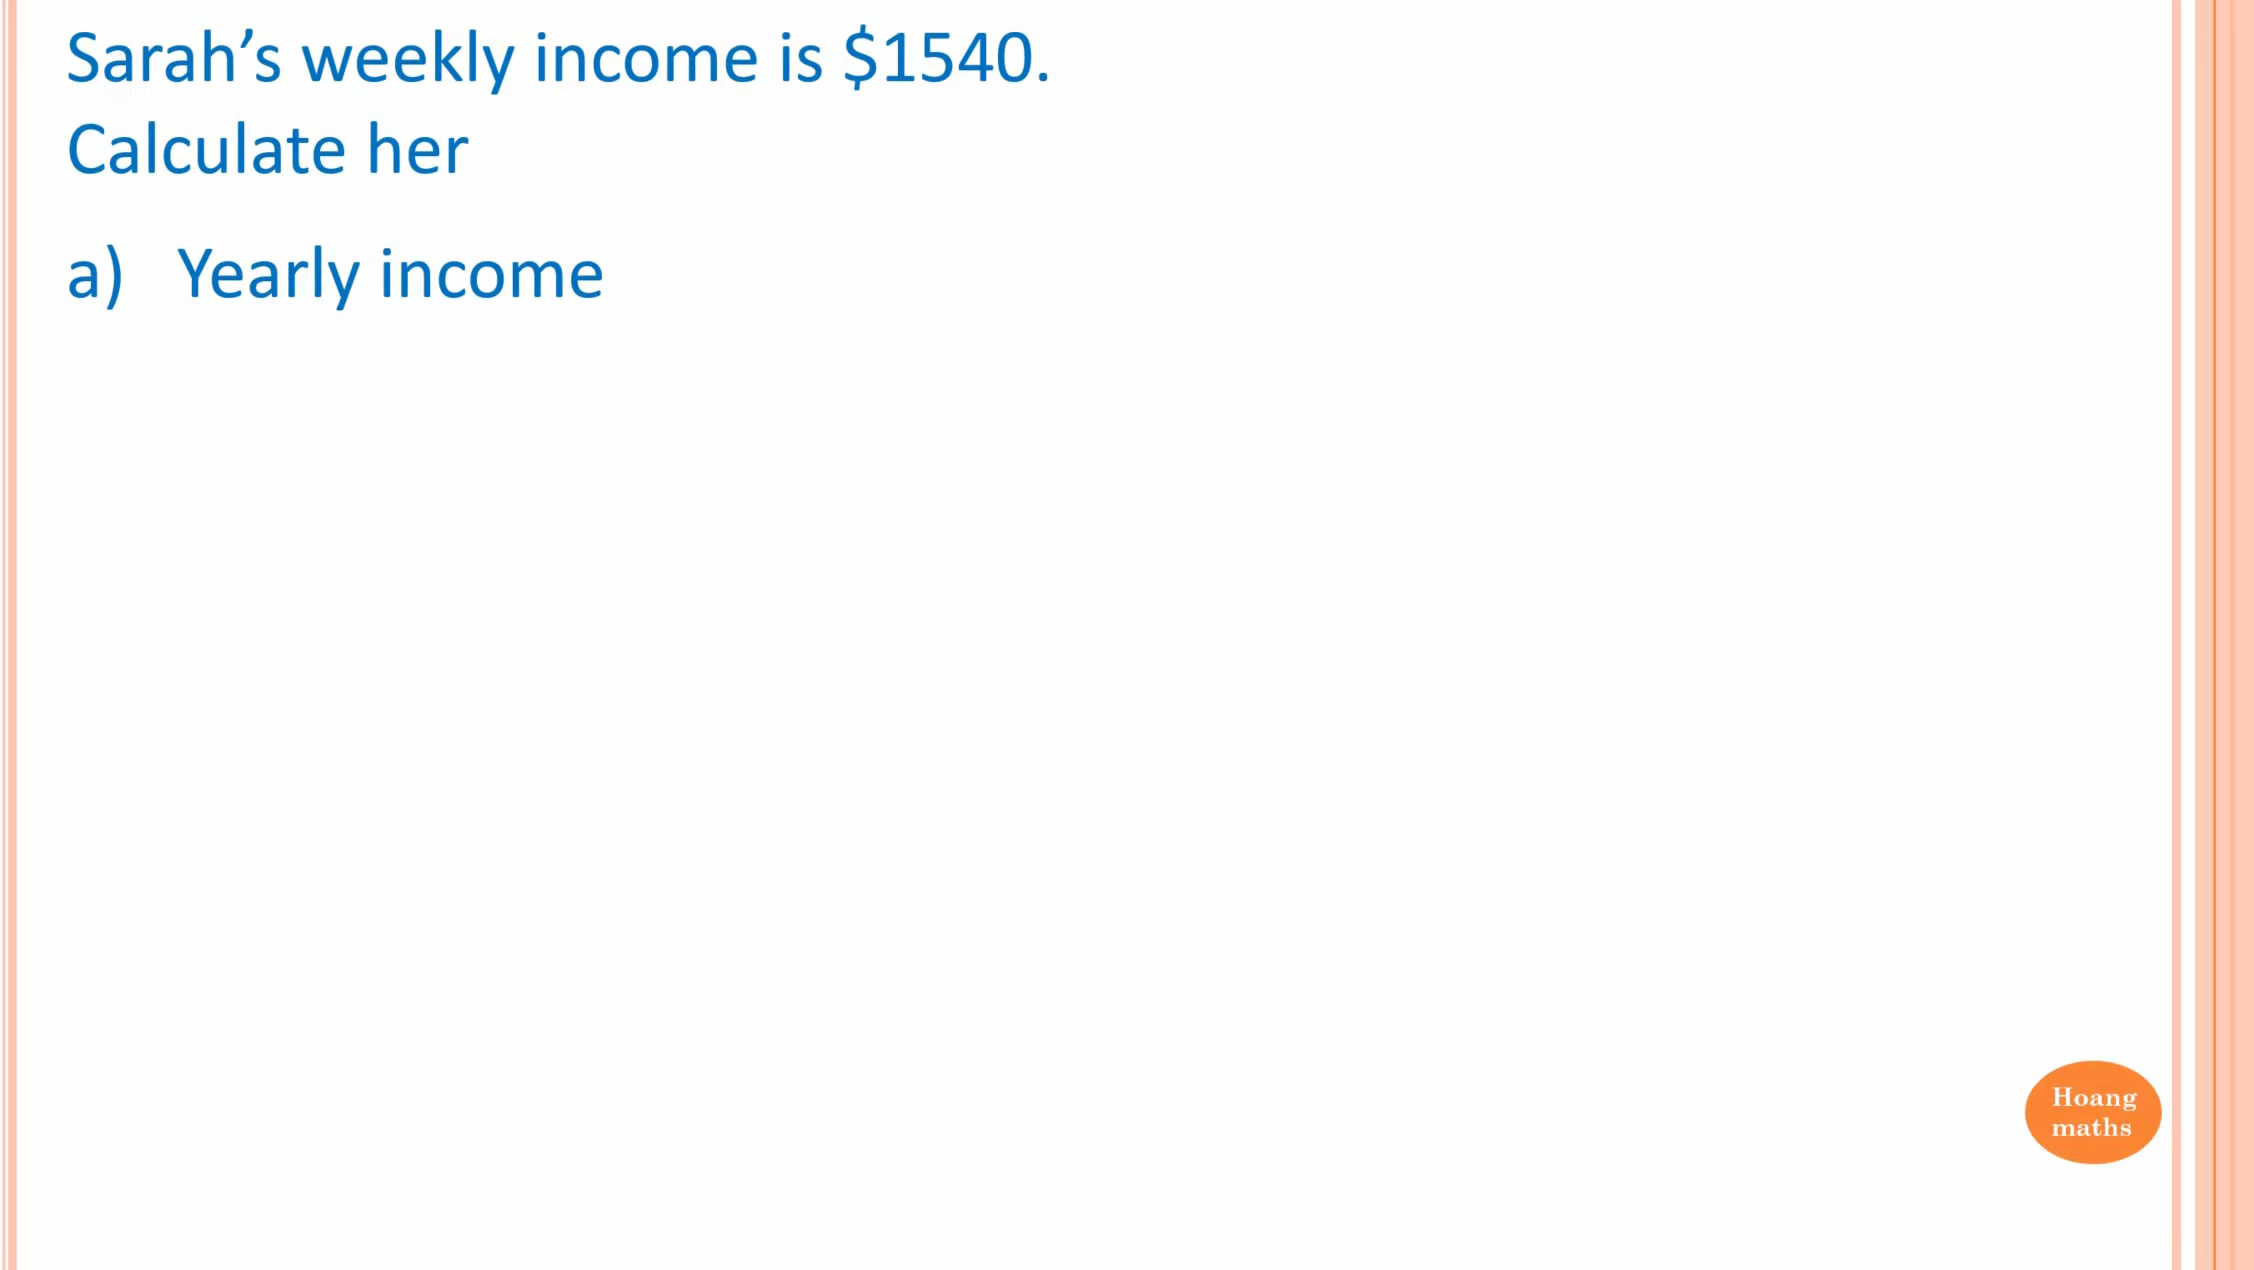 Sarah’s weekly income is $1540.
Calculate her
a) Yearly income
Hoang
maths